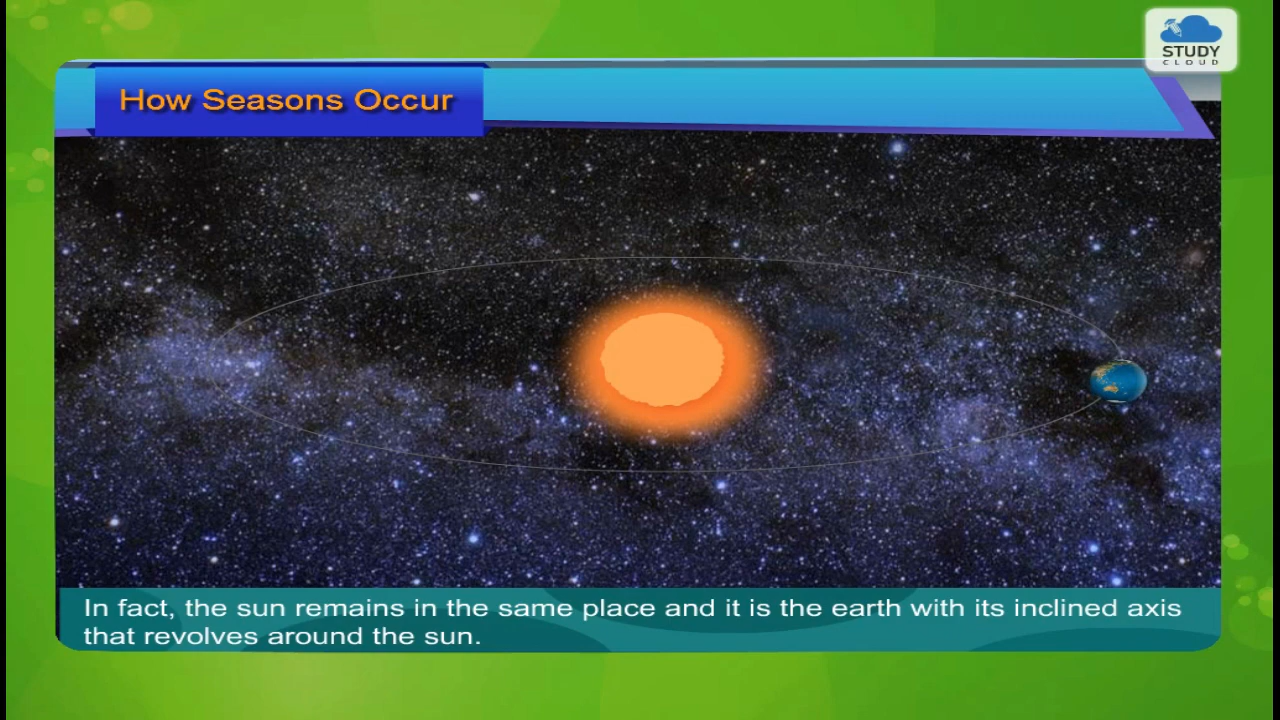 STUDY
CLOUD
How Seasons Occur
In fact, the sun remains in the same place and it is the earth with its inclined axis
that revolves around the sun.